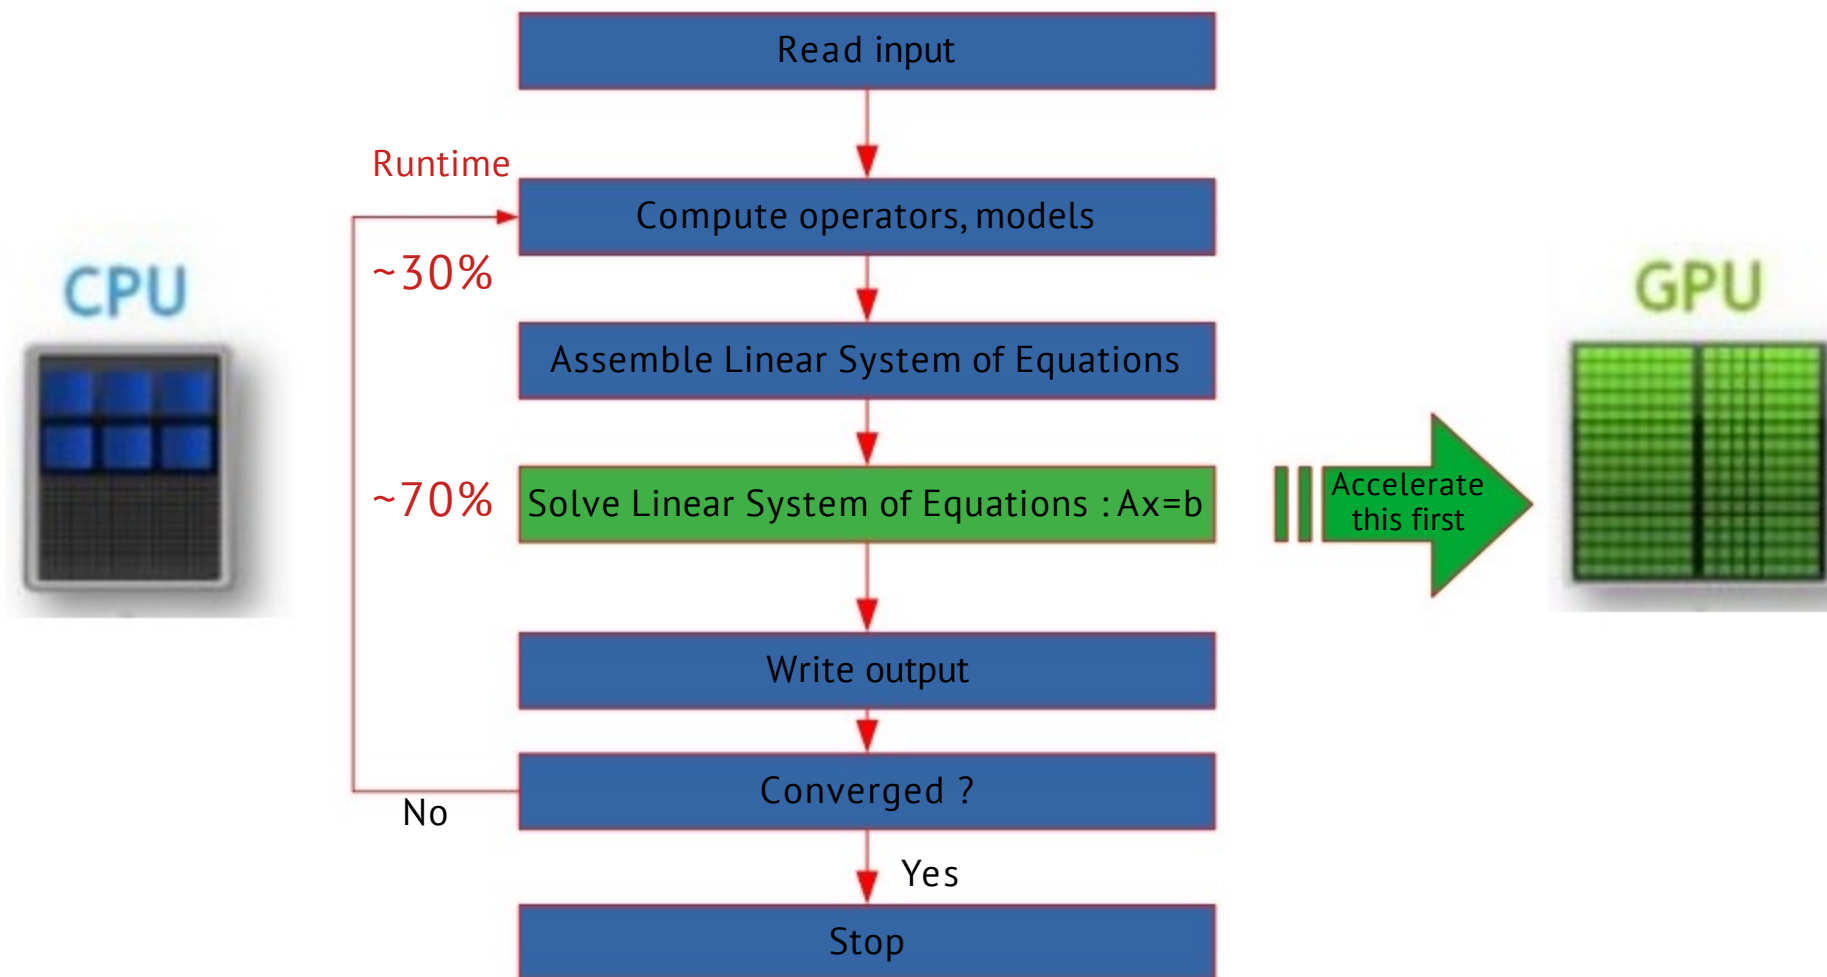 Read input
Runtime
Compute operators, models
~30%
CPU
GPU
Assemble Linear System of Equations
~70%
Solve Linear System of Equations : Ax=b
Accelerate
this first
Write output
Converged ?
No
Yes
Stop